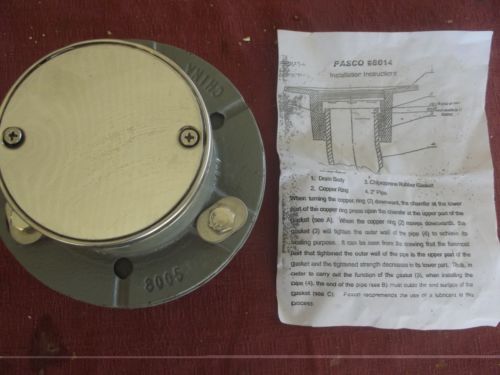 CHINA
8005
FASCO 66014
Installation Instructions
1. Drain Body
3. Chloroprene Rubber Gasket
2. Copper Ring
4. 2" Pipe
When turning the copper ring (2) downward, the chamfer at the lower
part of the copper ring press upon the chamfer at the upper part of the
gasket (see A). When the copper ring (2) moves downwards, the
gasket (3) will tighten the outer wall of the pipe (4) to achieve its
sealing purpose. It can be seen from the drawing that the foremost
part that tightened the outer wall of the pipe is the upper part of the
gasket and the tightened strength decreases in its lower part. Thus, in
order to carry out the function of the gasket (3), when installing the
pipe (4), the end of the pipe (see B) must outdo the end surface of the
gasket (see C). Fasco recommends the use of a lubricant in this
process